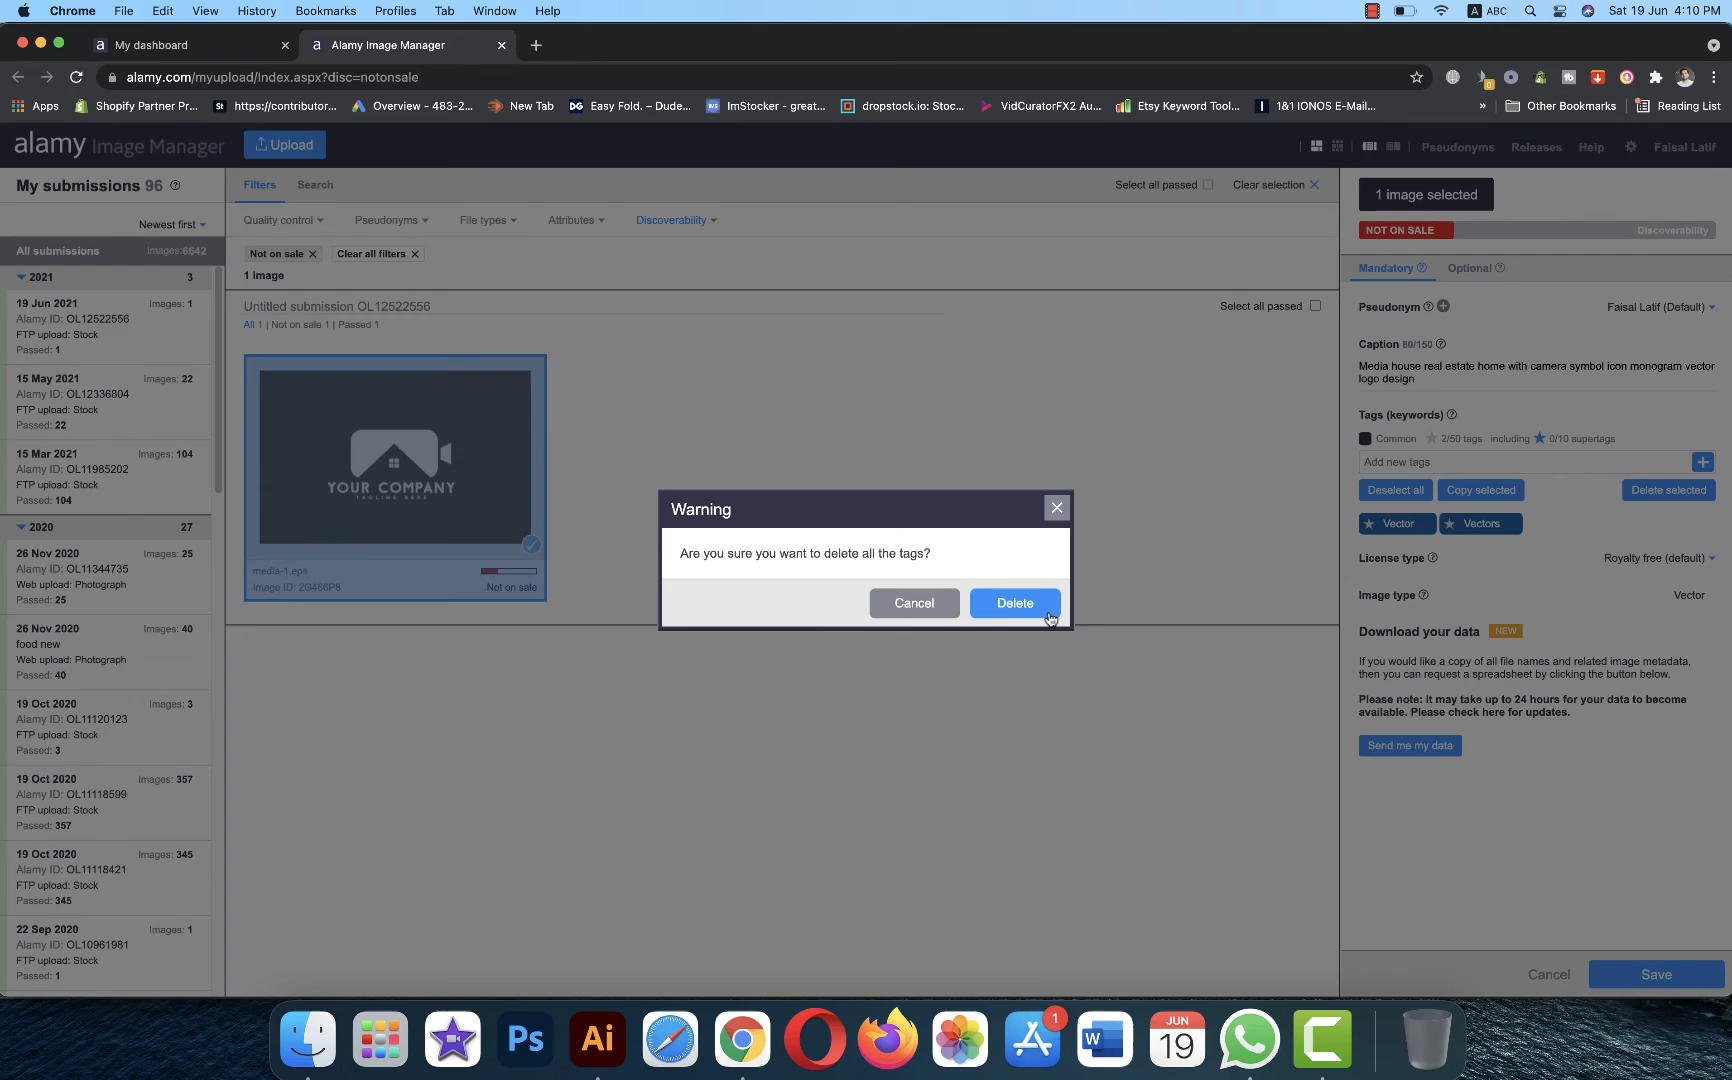 Chrome File Edit View History Bookmarks Profiles Tab Window Help
A ABC Sat 19 Jun 4:10 PM
a My dashboard
a Alamy Image Manager
alamy.com/myupload/Index.aspx?disc=notonsale
0
Apps Shopify Partner Pr... St https://contributor... Overview - 483-2... New Tab DG Easy Fold. – Dude... IMS ImStocker - great... dropstock.io: Stoc... VidCuratorFX2 Au... Etsy Keyword Tool... 1&1 IONOS E-Mail... » Other Bookmarks Reading List
alamy Image Manager
Upload
Pseudonyms Releases Help Faisal Latif
My submissions 96
Newest first
All submissions Images:6642
2021 3
19 Jun 2021 Images: 1
Alamy ID: OL12522556
FTP upload: Stock
Passed: 1
15 May 2021 Images: 22
Alamy ID: OL12336804
FTP upload: Stock
Passed: 22
15 Mar 2021 Images: 104
Alamy ID: OL11985202
FTP upload: Stock
Passed: 104
2020 27
26 Nov 2020 Images: 25
Alamy ID: OL11344735
Web upload: Photograph
Passed: 25
26 Nov 2020 Images: 40
food new
Web upload: Photograph
Passed: 40
19 Oct 2020 Images: 3
Alamy ID: OL11120123
FTP upload: Stock
Passed: 3
19 Oct 2020 Images: 357
Alamy ID: OL11118599
FTP upload: Stock
Passed: 357
19 Oct 2020 Images: 345
Alamy ID: OL11118421
FTP upload: Stock
Passed: 345
22 Sep 2020 Images: 1
Alamy ID: OL10961981
FTP upload: Stock
Passed: 1
Filters Search
Select all passed Clear selection
Quality control Pseudonyms File types Attributes Discoverability
Not on sale Clear all filters
1 image
Untitled submission OL12522556
Select all passed
All 1 | Not on sale 1 | Passed 1
YOUR COMPANY
TAGLINE HERE
media-1.eps
Image ID: 2G466P8 Not on sale
Warning
Are you sure you want to delete all the tags?
Cancel Delete
1 image selected
NOT ON SALE Discoverability
Mandatory Optional
Pseudonym Faisal Latif (Default)
Caption 80/150
Media house real estate home with camera symbol icon monogram vector
logo design
Tags (keywords)
Common 2/50 tags including 0/10 supertags
Add new tags
Deselect all Copy selected Delete selected
Vector Vectors
License type Royalty free (default)
Image type Vector
Download your data NEW
If you would like a copy of all file names and related image metadata,
then you can request a spreadsheet by clicking the button below.
Please note: it may take up to 24 hours for your data to become
available. Please check here for updates.
Send me my data
Cancel Save
Ps Ai 1 W JUN
19